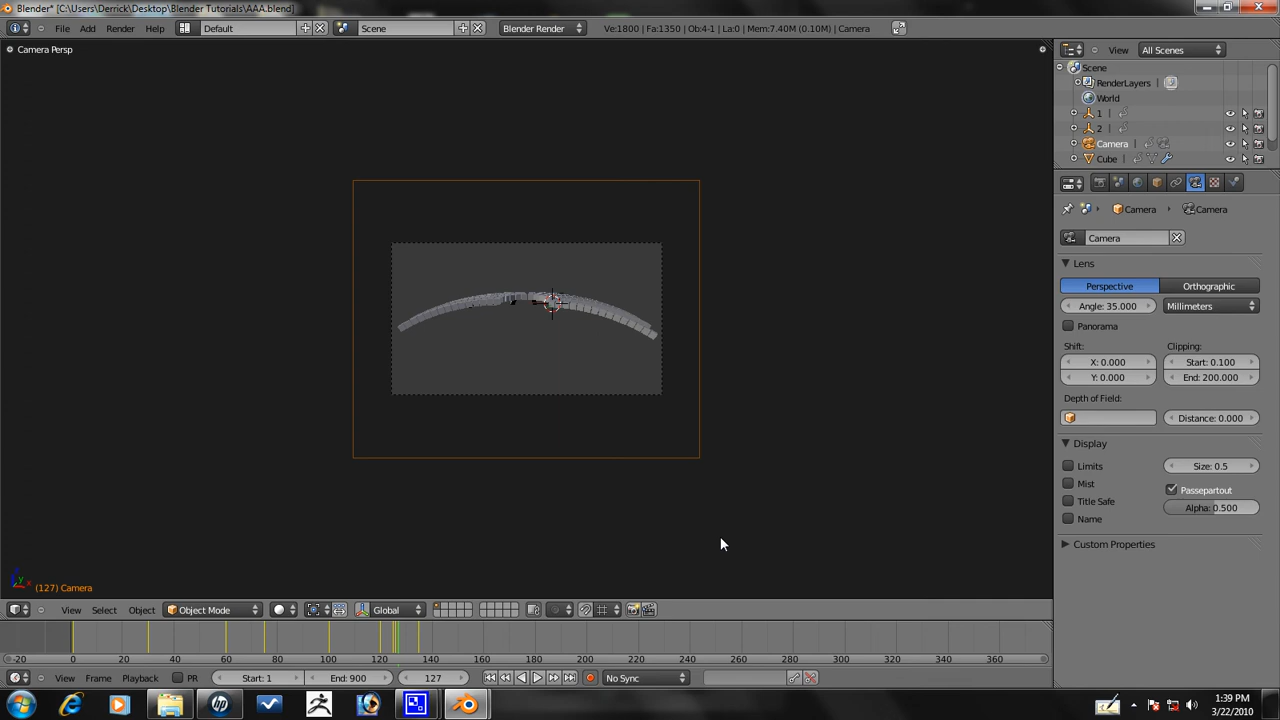 Blender* [C:\Users\Derrick\Desktop\Blender Tutorials\AAA.blend]
File Add Render Help Default Scene Blender Render Ve:1800 | Fa:1350 | Ob:4-1 | La:0 | Mem:7.40M (0.10M) | Camera
Camera Persp
View All Scenes
Scene
RenderLayers
World
1
2
Camera
Cube
Camera Camera
Camera
Lens
Perspective Orthographic
Angle: 35.000 Millimeters
Panorama
Shift: Clipping:
X: 0.000 Start: 0.100
Y: 0.000 End: 200.000
Depth of Field:
Distance: 0.000
Display
Limits Size: 0.5
Mist Passepartout
Title Safe Alpha: 0.500
Name
Custom Properties
z y x
(127) Camera
View Select Object Object Mode Global
-20 0 20 40 60 80 100 120 140 160 180 200 220 240 260 280 300 320 340 360
View Frame Playback PR Start: 1 End: 900 127 No Sync
1:39 PM
3/22/2010